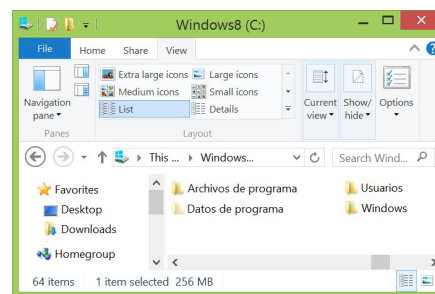 Windows8 (C:)
File Home Share View
Extra large icons Large icons
Medium icons Small icons
List Details
Navigation pane
Current view
Show/ hide
Options
Panes Layout
This ... Windows...
Search Wind...
Favorites
Desktop
Downloads
Homegroup
Archivos de programa
Datos de programa
Usuarios
Windows
64 items 1 item selected 256 MB